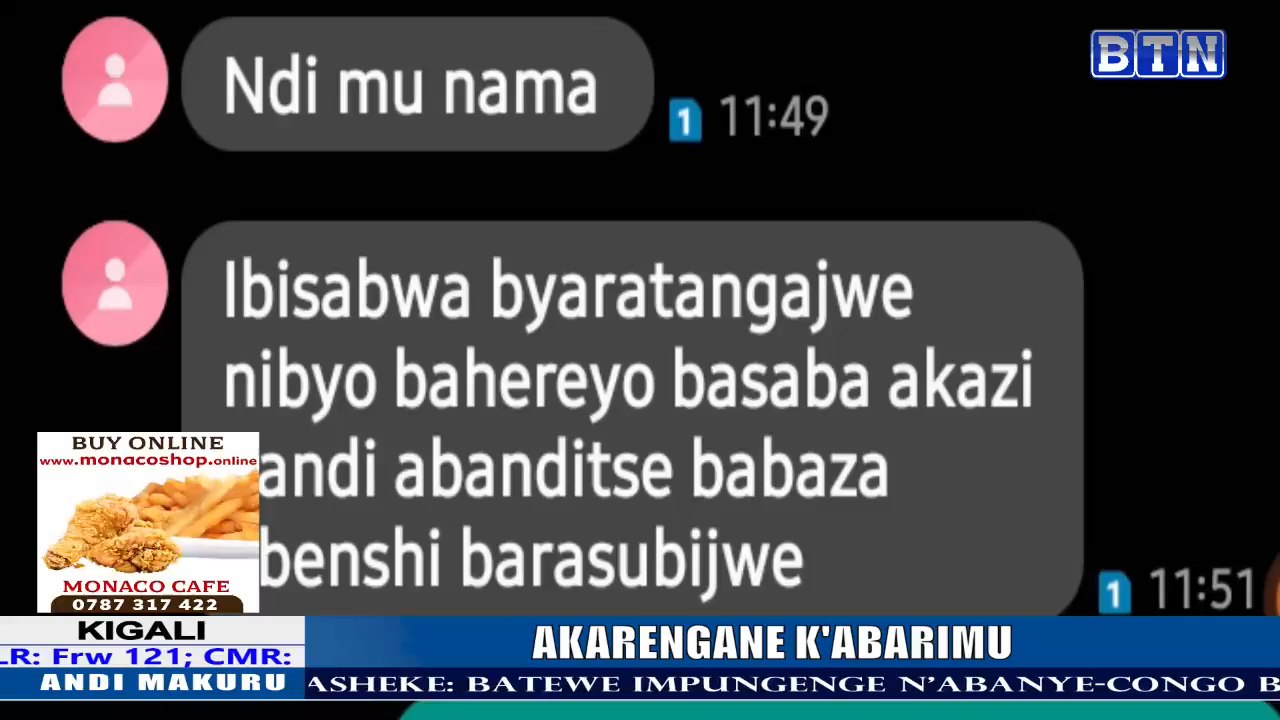 BTN
Ndi mu nama
1 11:49
Ibisabwa byaratangajwe
nibyo bahereyo basaba akazi
andi abanditse babaza
benshi barasubijwe
1 11:51
BUY ONLINE
www.monacoshop.online
MONACO CAFE
0787 317 422
KIGALI
AKARENGANE K'ABARIMU
LR: Frw 121; CMR:
ANDI MAKURU
ASHEKE: BATEWE IMPUNGENGE N’ABANYE-CONGO B